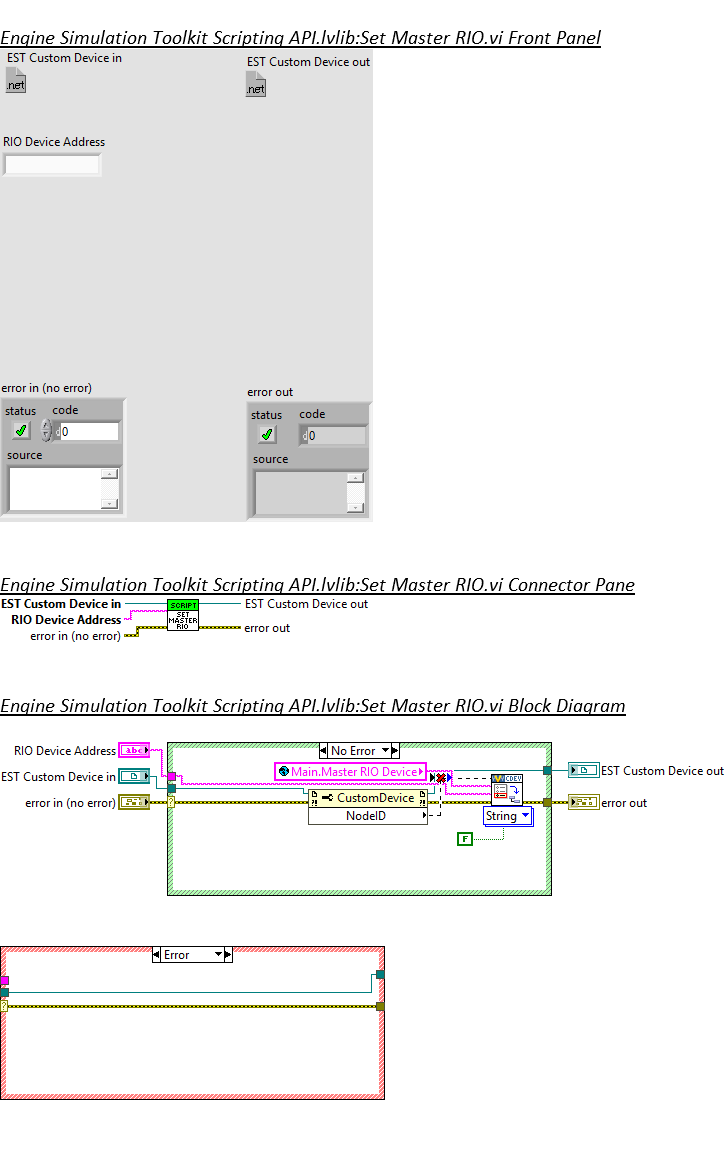 Engine Simulation Toolkit Scripting API.lvlib:Set Master RIO.vi Front Panel
EST Custom Device in
EST Custom Device out
.net
.net
RIO Device Address
error in (no error)
error out
status code
status code
d0
d0
source
source
Engine Simulation Toolkit Scripting API.lvlib:Set Master RIO.vi Connector Pane
EST Custom Device in
SCRIPT
EST Custom Device out
RIO Device Address
SET
MASTER
RIO
error in (no error)
error out
Engine Simulation Toolkit Scripting API.lvlib:Set Master RIO.vi Block Diagram
No Error
RIO Device Address
abc
Main.Master RIO Device
EST Custom Device in
CDEV
EST Custom Device out
error in (no error)
?
?!
CustomDevice
?!
error out
NodeID
String
F
Error
?